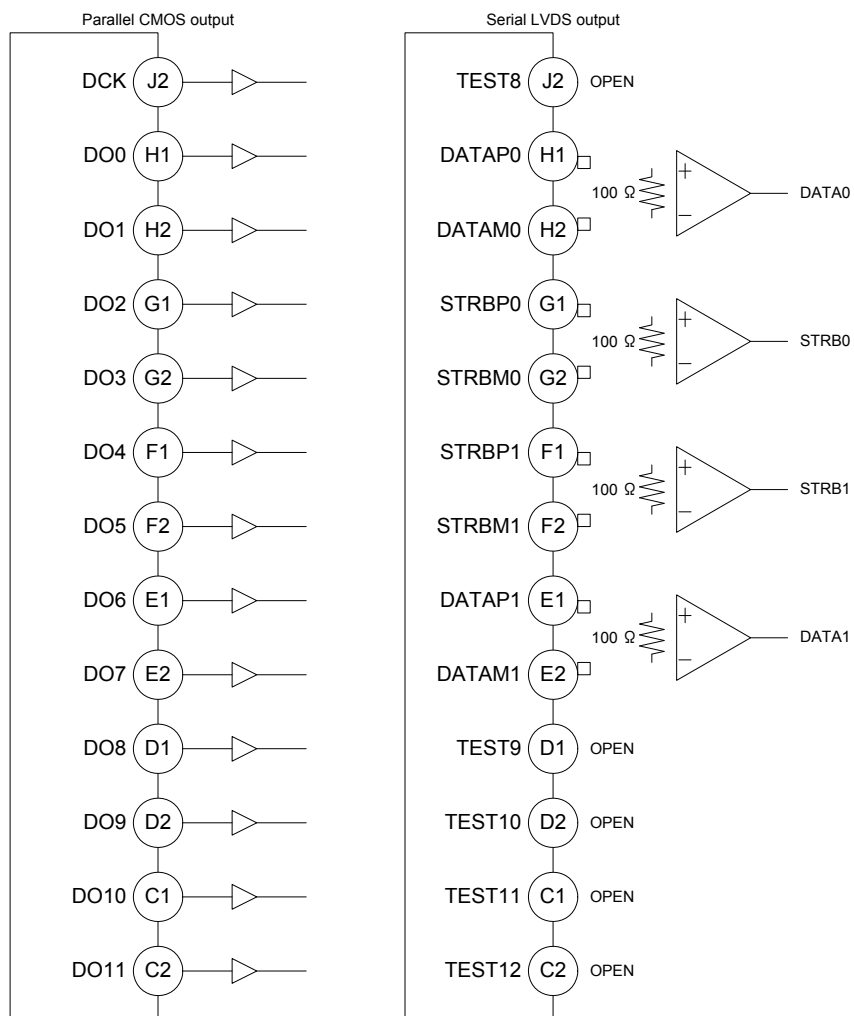 Parallel CMOS output
DCK J2
DO0 H1
DO1 H2
DO2 G1
DO3 G2
DO4 F1
DO5 F2
DO6 E1
DO7 E2
DO8 D1
DO9 D2
DO10 C1
DO11 C2
Serial LVDS output
TEST8 J2 OPEN
DATAP0 H1
100 Ω + − DATA0
DATAM0 H2
STRBP0 G1
100 Ω + − STRB0
STRBM0 G2
STRBP1 F1
100 Ω + − STRB1
STRBM1 F2
DATAP1 E1
100 Ω + − DATA1
DATAM1 E2
TEST9 D1 OPEN
TEST10 D2 OPEN
TEST11 C1 OPEN
TEST12 C2 OPEN